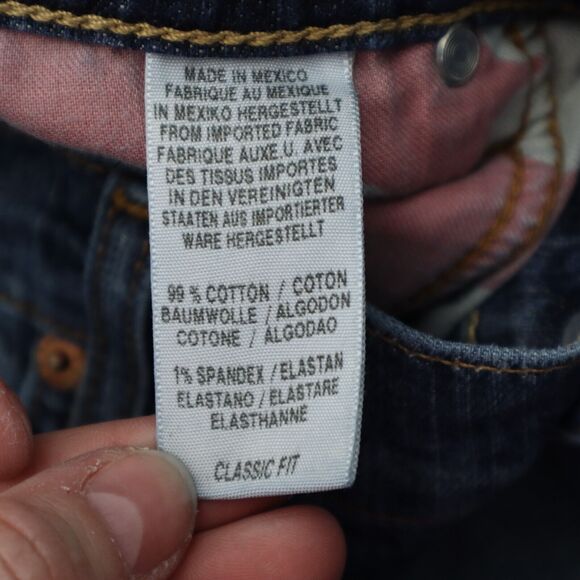 MADE IN MEXICO
FABRIQUE AU MEXIQUE
IN MEXIKO HERGESTELLT
FROM IMPORTED FABRIC
FABRIQUE AUX E.U. AVEC
DES TISSUS IMPORTES
IN DEN VEREINIGTEN
STAATEN AUS IMPORTIERTER
WARE HERGESTELLT
99 % COTTON / COTON
BAUMWOLLE / ALGODON
COTONE / ALGODAO
1% SPANDEX / ELASTAN
ELASTANO / ELASTARE
ELASTHANNE
CLASSIC FIT